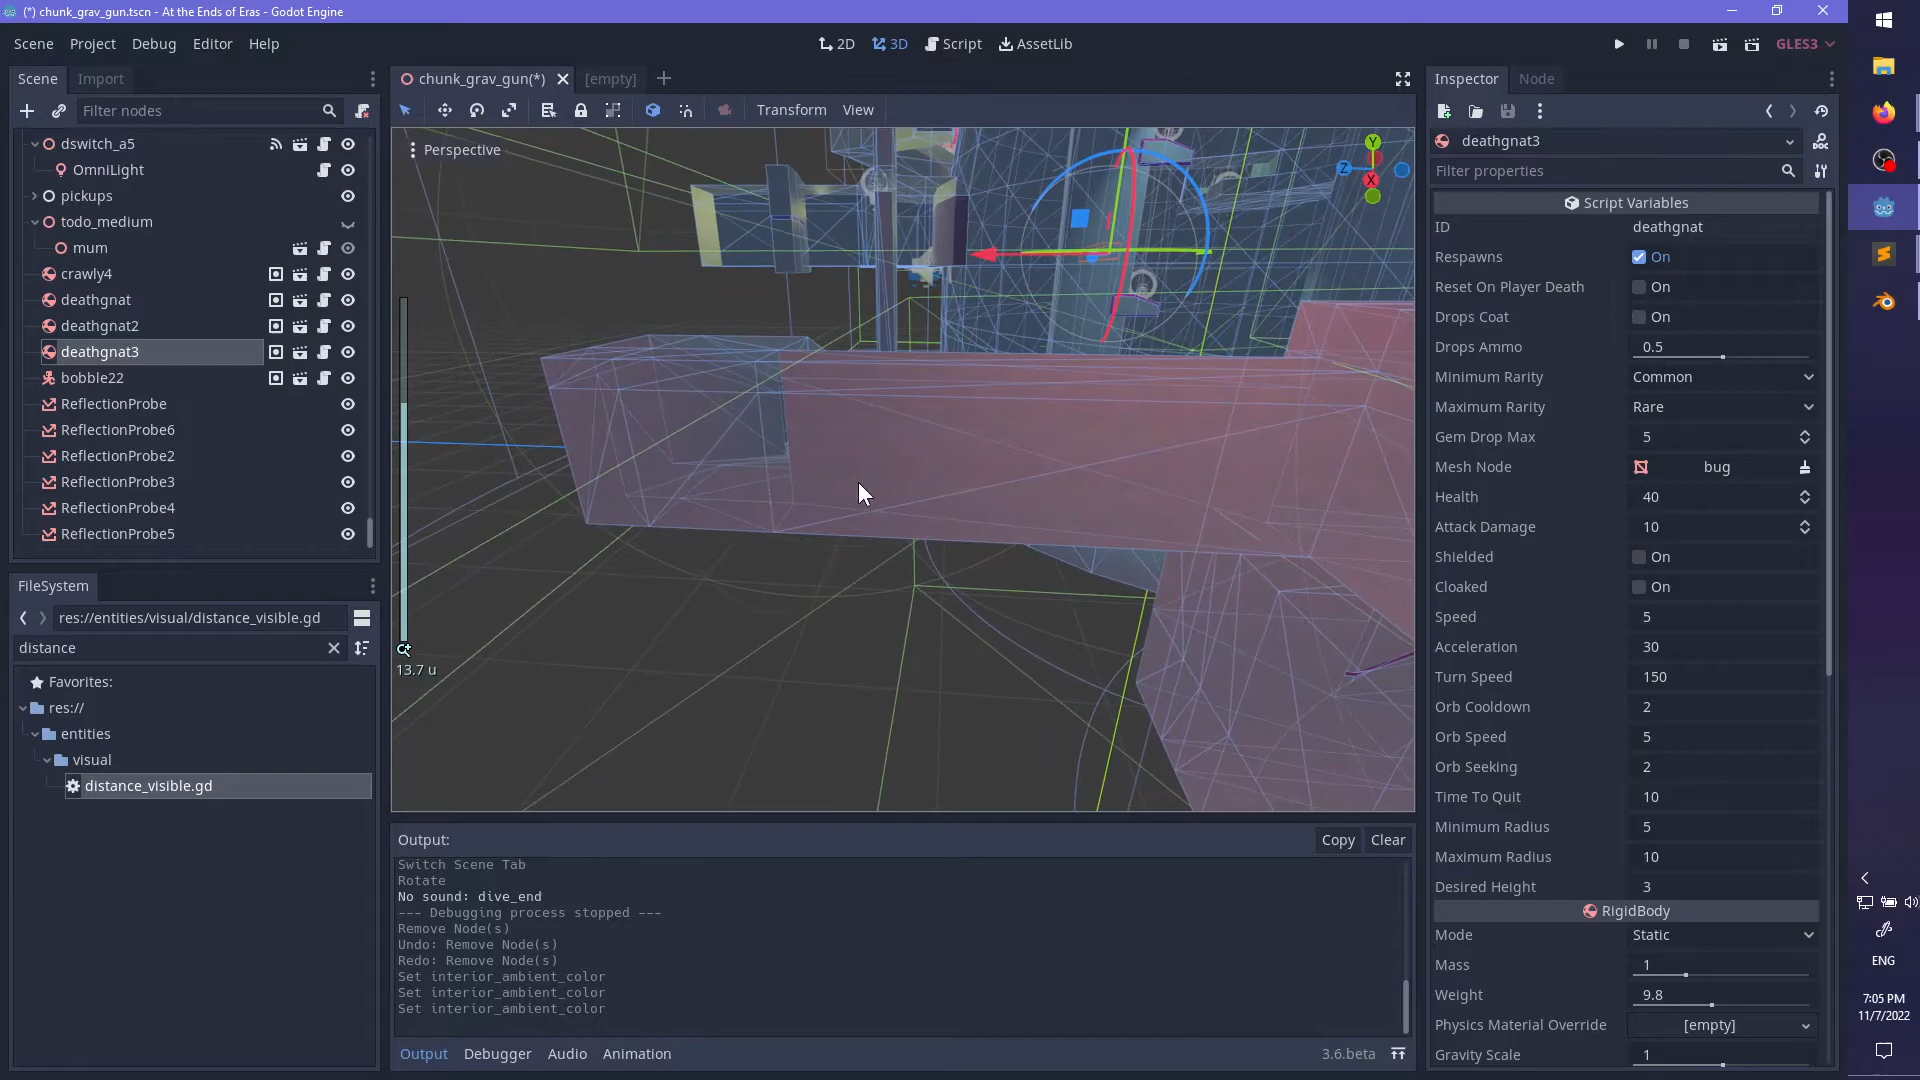 (*) chunk_grav_gun.tscn - At the Ends of Eras - Godot Engine
Scene Project Debug Editor Help
2D 3D Script AssetLib
GLES3
Scene Import
Filter nodes
dswitch_a5
OmniLight
pickups
todo_medium
mum
crawly4
deathgnat
deathgnat2
deathgnat3
bobble22
ReflectionProbe
ReflectionProbe6
ReflectionProbe2
ReflectionProbe3
ReflectionProbe4
ReflectionProbe5
FileSystem
res://entities/visual/distance_visible.gd
distance
Favorites:
res://
entities
visual
distance_visible.gd
chunk_grav_gun(*) [empty]
Transform View
Perspective
Y
Z
X
13.7 u
Output: Copy Clear
Switch Scene Tab
Rotate
No sound: dive_end
--- Debugging process stopped ---
Remove Node(s)
Undo: Remove Node(s)
Redo: Remove Node(s)
Set interior_ambient_color
Set interior_ambient_color
Set interior_ambient_color
Output Debugger Audio Animation 3.6.beta
Inspector Node
deathgnat3
Filter properties
Script Variables
ID deathgnat
Respawns On
Reset On Player Death On
Drops Coat On
Drops Ammo 0.5
Minimum Rarity Common
Maximum Rarity Rare
Gem Drop Max 5
Mesh Node bug
Health 40
Attack Damage 10
Shielded On
Cloaked On
Speed 5
Acceleration 30
Turn Speed 150
Orb Cooldown 2
Orb Speed 5
Orb Seeking 2
Time To Quit 10
Minimum Radius 5
Maximum Radius 10
Desired Height 3
RigidBody
Mode Static
Mass 1
Weight 9.8
Physics Material Override [empty]
Gravity Scale 1
ENG
7:05 PM
11/7/2022